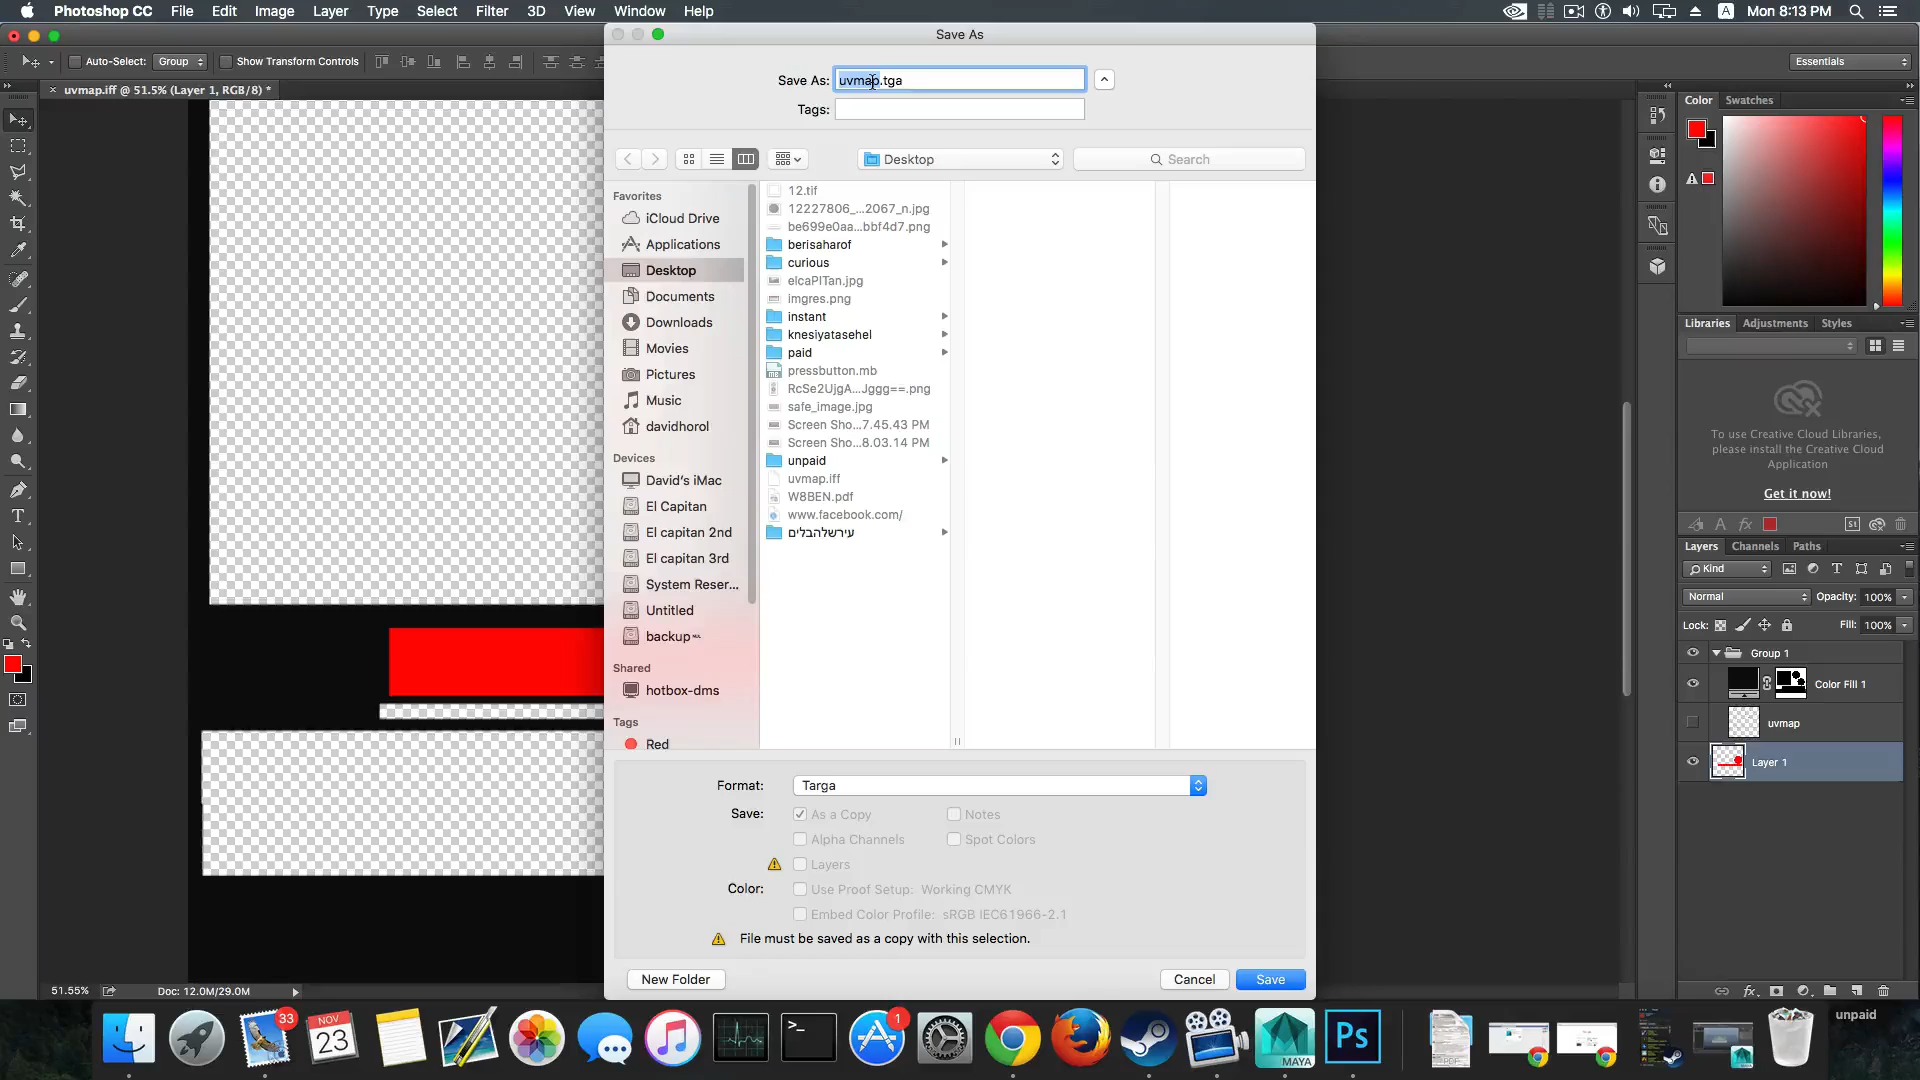 Photoshop CC File Edit Image Layer Type Select Filter 3D View Window Help
A Mon 8:13 PM
Save As
Auto-Select: Group Show Transform Controls
Essentials
uvmap.iff @ 51.5% (Layer 1, RGB/8) *
Save As: uvmap.tga
Tags:
Desktop
Search
Favorites
iCloud Drive
Applications
Desktop
Documents
Downloads
Movies
Pictures
Music
davidhorol
Devices
David's iMac
El Capitan
El capitan 2nd
El capitan 3rd
System Reser...
Untitled
backup
Shared
hotbox-dms
Tags
Red
12.tif
12227806_...2067_n.jpg
be699e0aa...bbf4d7.png
berisaharof
curious
elcaPITan.jpg
imgres.png
instant
knesiyatasehel
paid
pressbutton.mb
RcSe2UjgA...Jggg==.png
safe_image.jpg
Screen Sho...7.45.43 PM
Screen Sho...8.03.14 PM
unpaid
uvmap.iff
W8BEN.pdf
www.facebook.com/
עירשלהבלים
Format: Targa
Save: As a Copy Notes
Alpha Channels Spot Colors
Layers
Color: Use Proof Setup: Working CMYK
Embed Color Profile: sRGB IEC61966-2.1
File must be saved as a copy with this selection.
New Folder Cancel Save
Color Swatches
Libraries Adjustments Styles
To use Creative Cloud Libraries,
please install the Creative Cloud
Application
Get it now!
Layers Channels Paths
Kind
Normal Opacity: 100%
Lock: Fill: 100%
Group 1
Color Fill 1
uvmap
Layer 1
51.55% Doc: 12.0M/29.0M
33
NOV
23
1
MAYA
Ps
PDF
unpaid